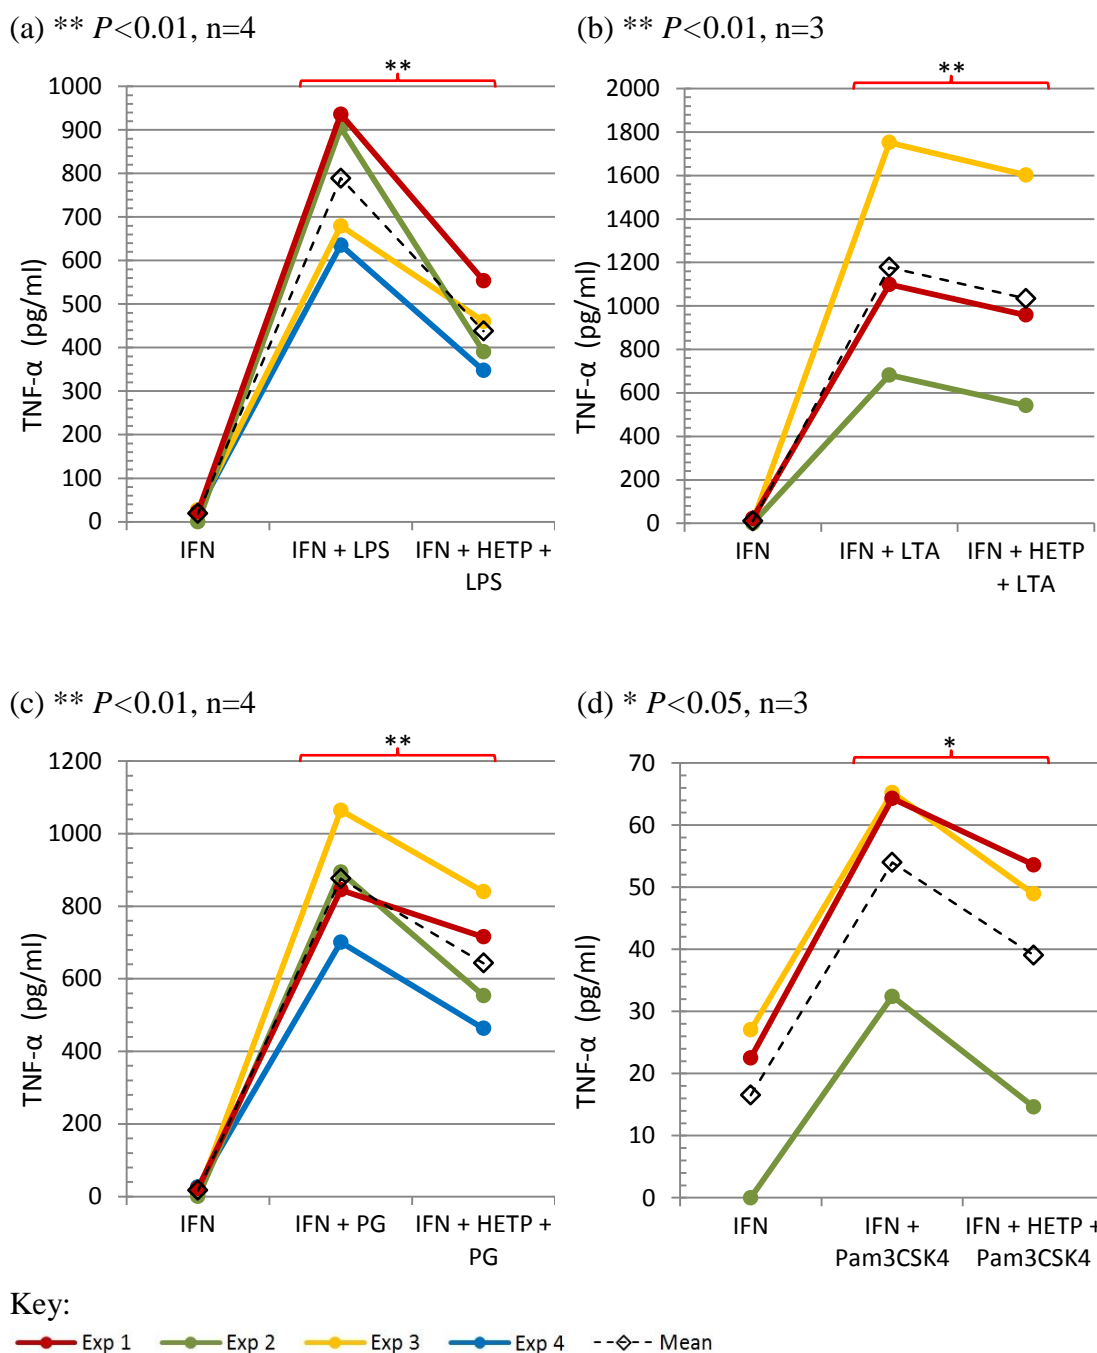 (a) ** P<0.01, n=4
**
1000
900
800
700
600
500
400
300
200
100
0
TNF-α (pg/ml)
IFN
IFN + LPS
IFN + HETP +
LPS
(b) ** P<0.01, n=3
**
2000
1800
1600
1400
1200
1000
800
600
400
200
0
TNF-α (pg/ml)
IFN
IFN + LTA
IFN + HETP
+ LTA
(c) ** P<0.01, n=4
**
1200
1000
800
600
400
200
0
TNF-α (pg/ml)
IFN
IFN + PG
IFN + HETP +
PG
(d) * P<0.05, n=3
*
70
60
50
40
30
20
10
0
TNF-α (pg/ml)
IFN
IFN +
Pam3CSK4
IFN + HETP +
Pam3CSK4
Key:
Exp 1 Exp 2 Exp 3 Exp 4 Mean